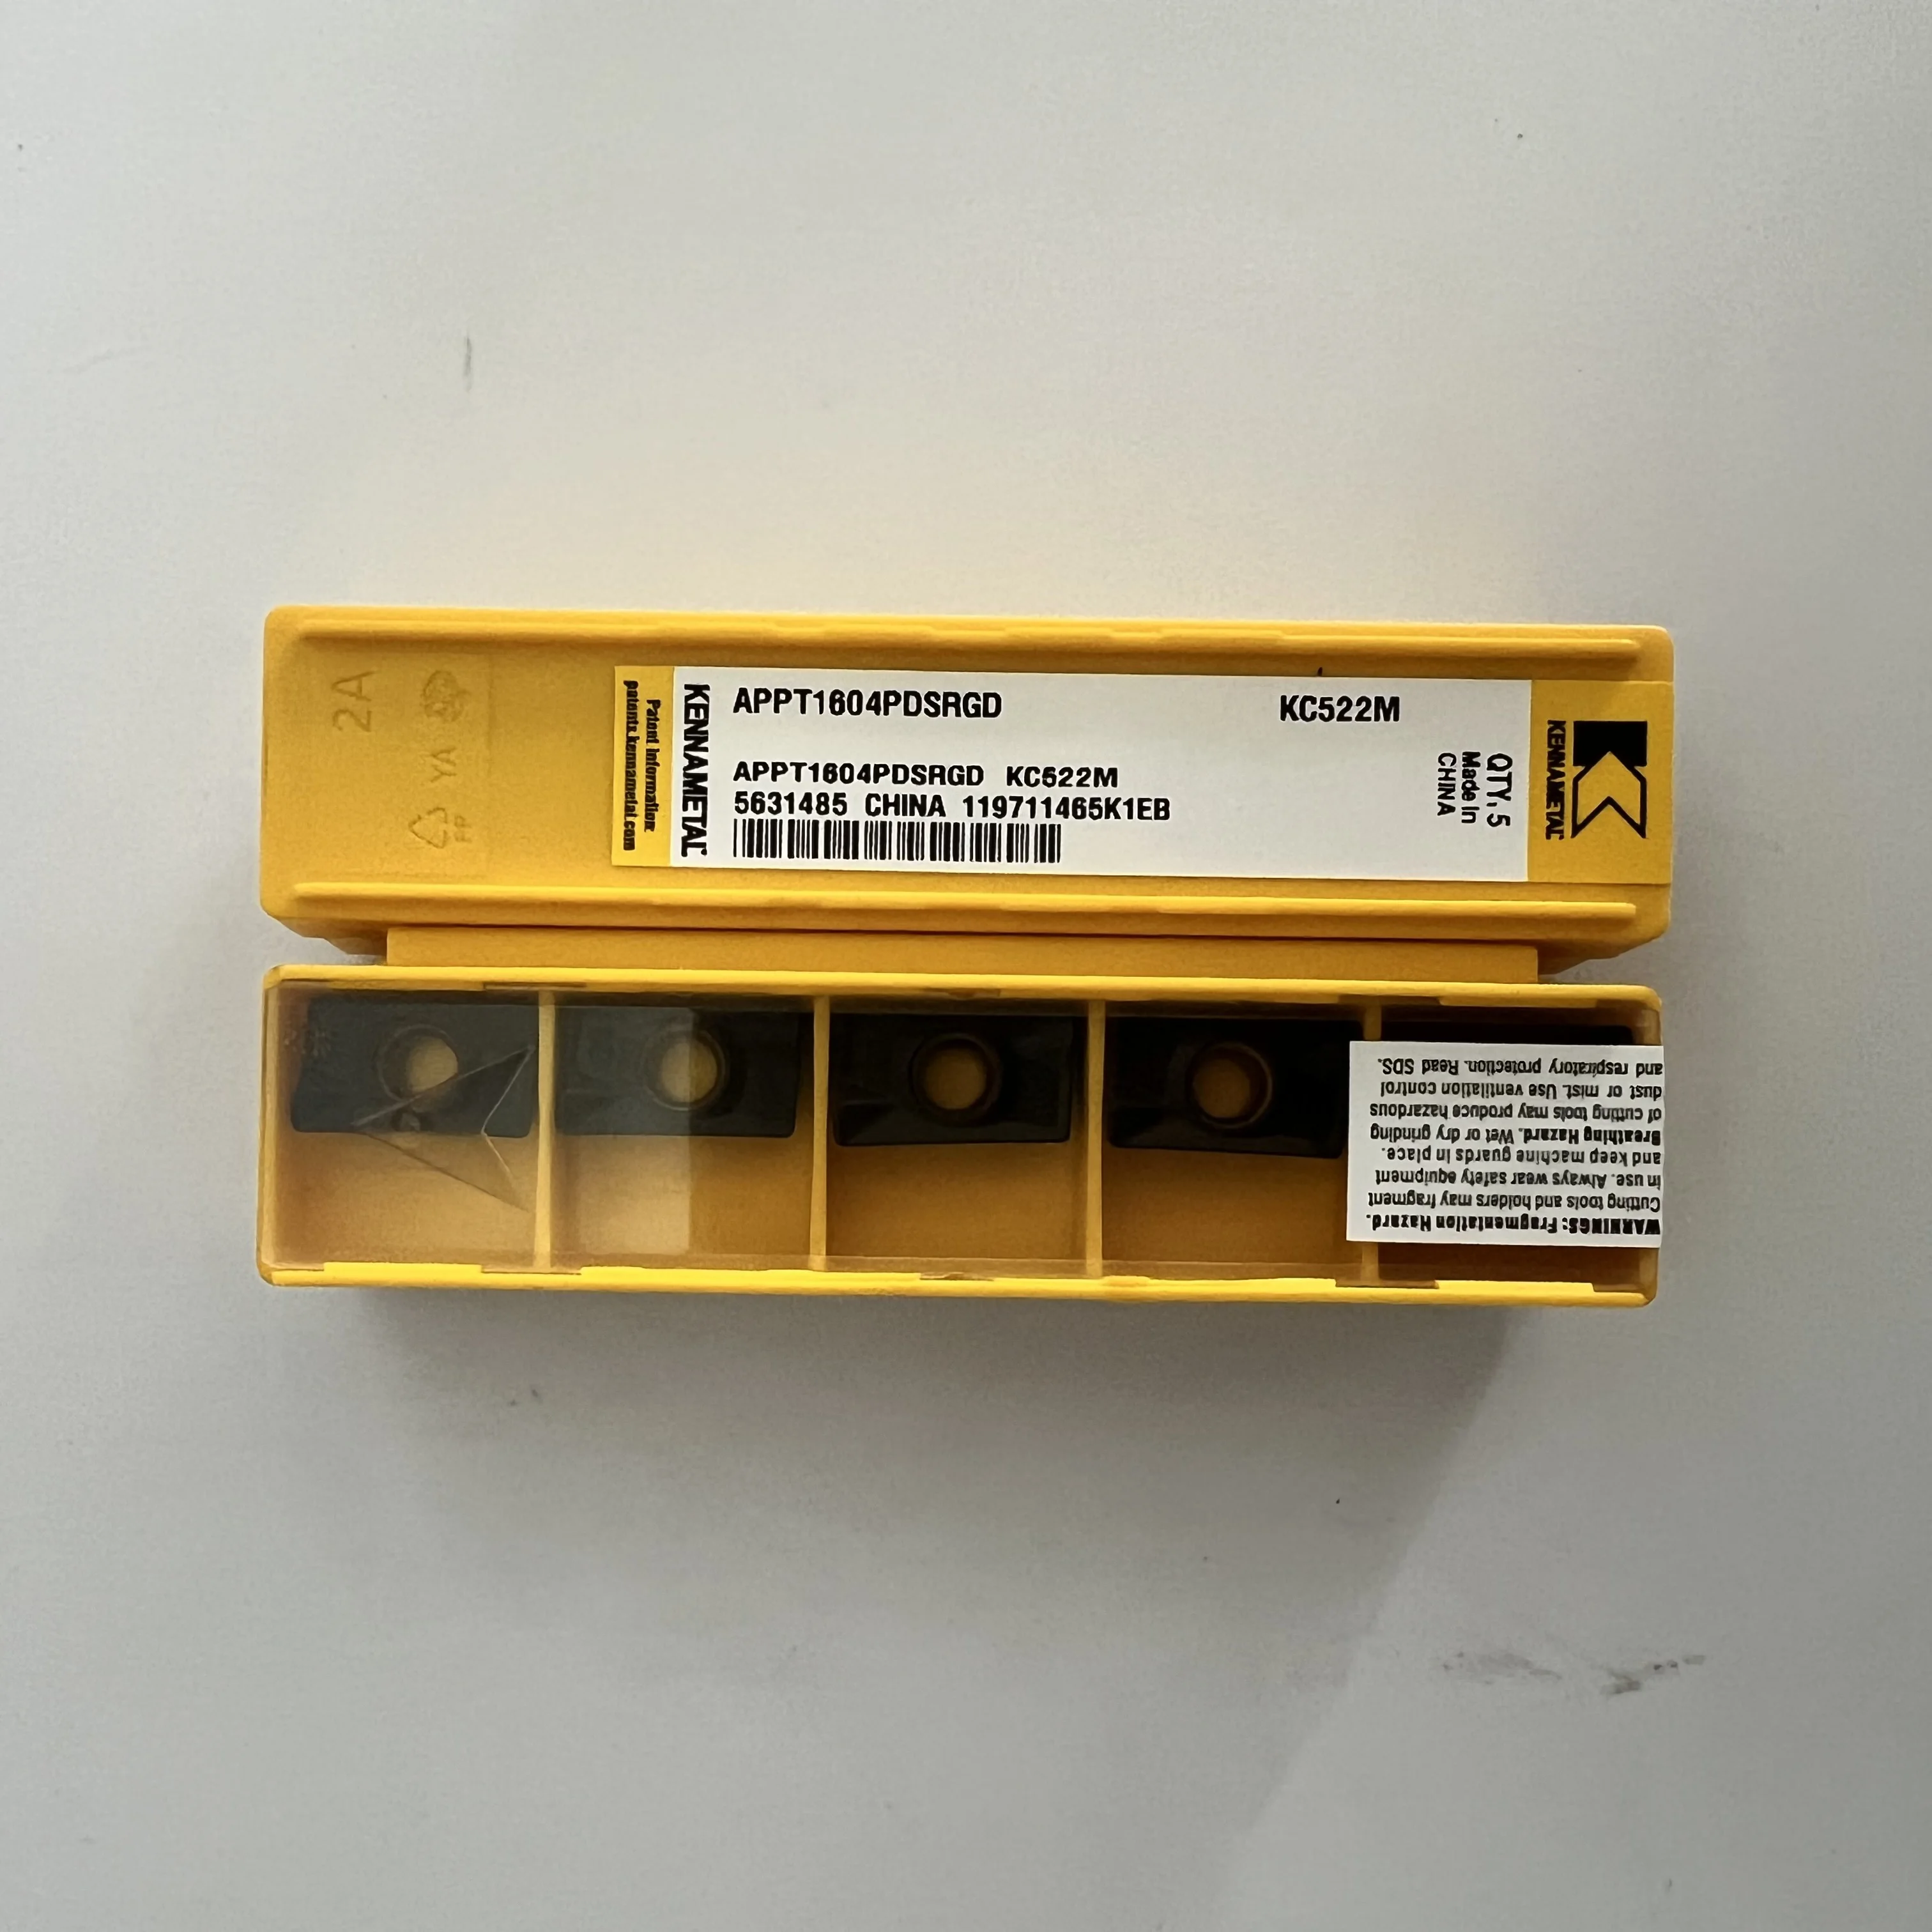 2A
Patent Information:
patents.kennametal.com
KENNAMETAL
APPT1604PDSRGD KC522M
APPT1604PDSRGD KC522M
5631485 CHINA 119711465K1EB
QTY. 5
Made In
CHINA
KENNAMETAL
WARNINGS: Fragmentation Hazard.
Cutting tools and holders may fragment
in use. Always wear safety equipment
and keep machine guards in place.
Breathing Hazard. Wet or dry grinding
of cutting tools may produce hazardous
dust or mist. Use ventilation control
and respiratory protection. Read SDS.